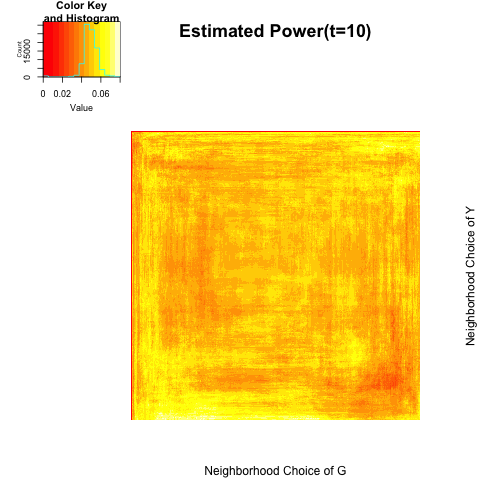 Color Key
and Histogram
Estimated Power(t=10)
Count
0 15000
0 0.02 0.06
Value
Neighborhood Choice of Y
Neighborhood Choice of G